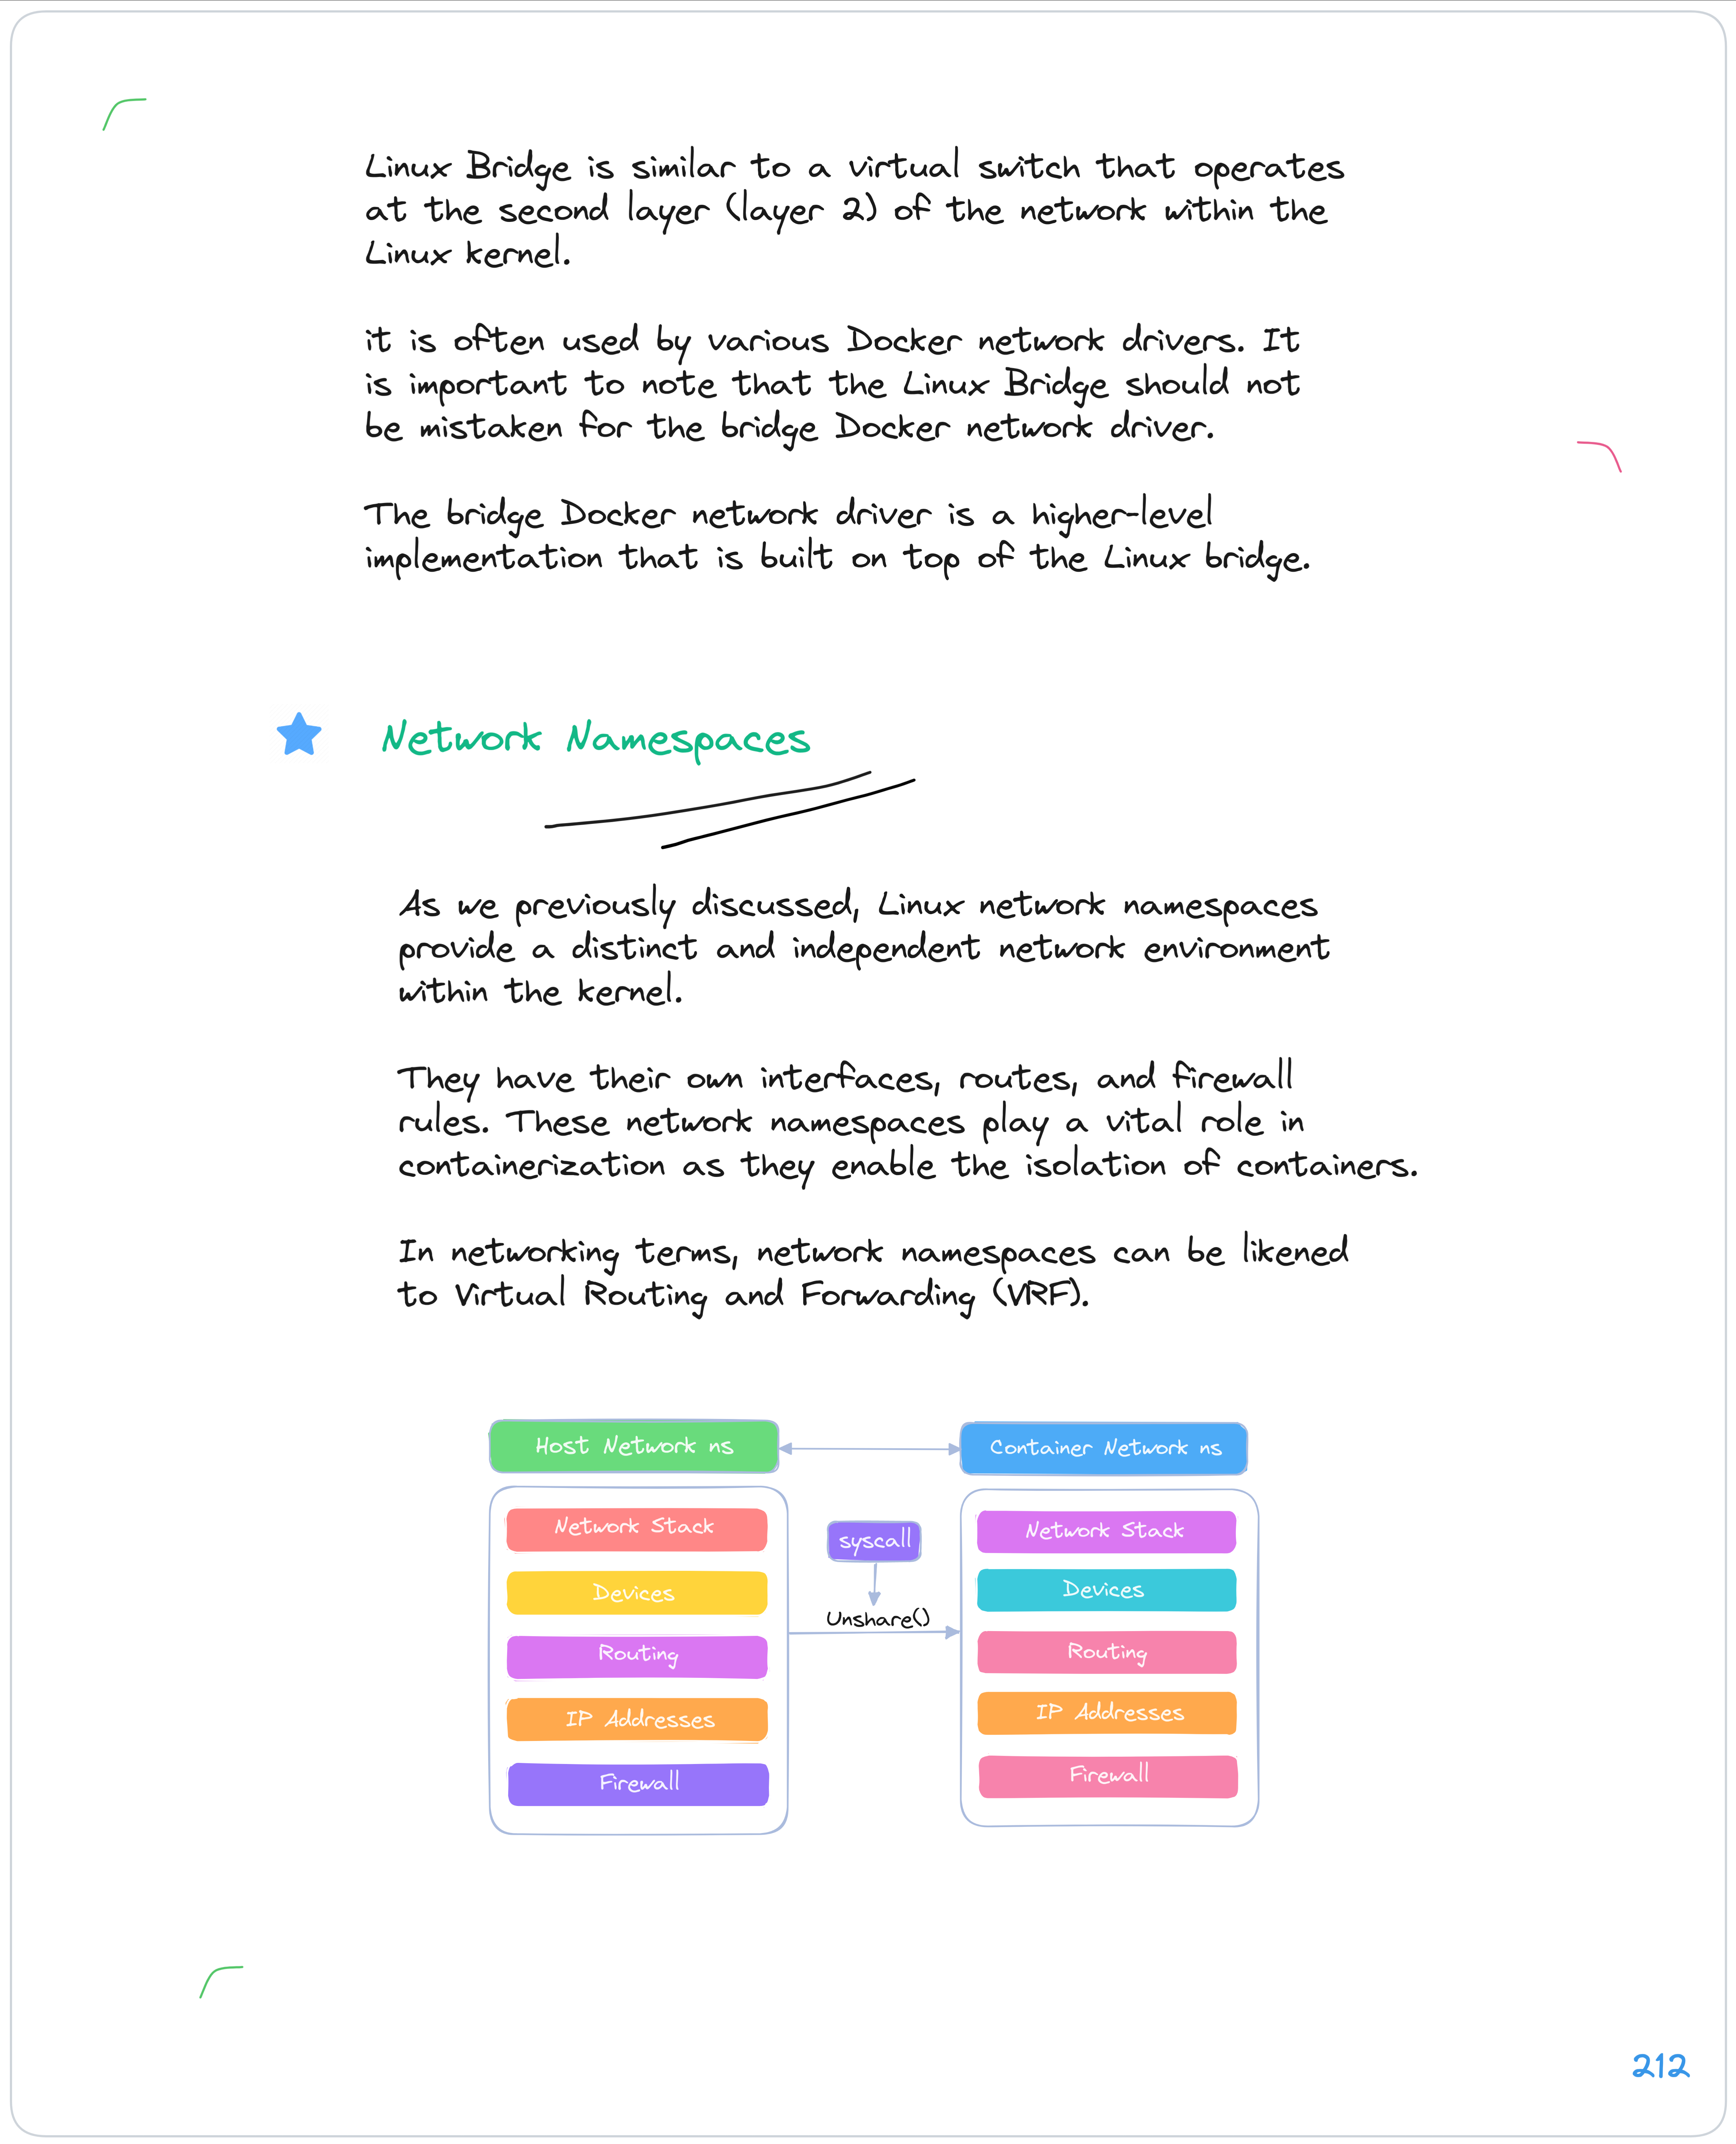 Linux Bridge is similar to a virtual switch that operates
at the second layer (layer 2) of the network within the
Linux kernel.
it is often used by various Docker network drivers. It
is important to note that the Linux Bridge should not
be mistaken for the bridge Docker network driver.
The bridge Docker network driver is a higher-level
implementation that is built on top of the Linux bridge.
Network Namespaces
As we previously discussed, Linux network namespaces
provide a distinct and independent network environment
within the kernel.
They have their own interfaces, routes, and firewall
rules. These network namespaces play a vital role in
containerization as they enable the isolation of containers.
In networking terms, network namespaces can be likened
to Virtual Routing and Forwarding (VRF).
Host Network ns
Network Stack
Devices
Routing
IP Addresses
Firewall
syscall
Unshare()
Container Network ns
Network Stack
Devices
Routing
IP Addresses
Firewall
212